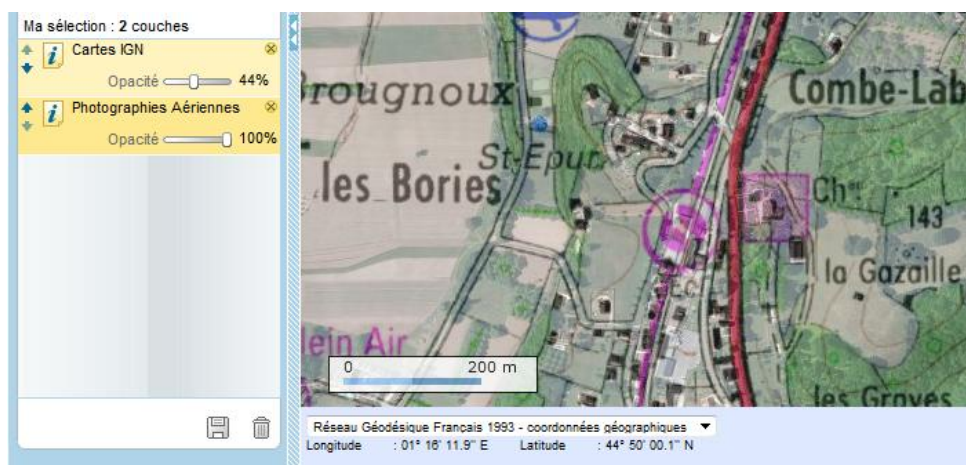 Ma sélection : 2 couches
Cartes IGN
Opacité 44%
Photographies Aériennes
Opacité 100%
Brougnoux
Combe-Lab
St-Epur
les Bories
Ch
143
la Gazaille
lein Air
les Graves
0 200 m
Réseau Géodésique Français 1993 - coordonnées géographiques
Longitude : 01° 16' 11.9" E Latitude : 44° 50' 00.1" N